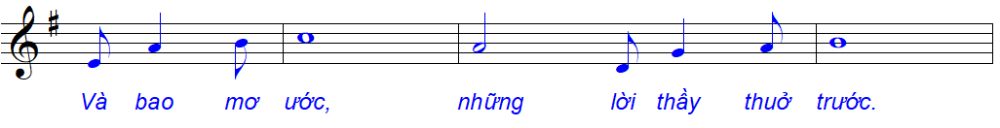 Và bao mơ ước, những lời thầy thuở trước.